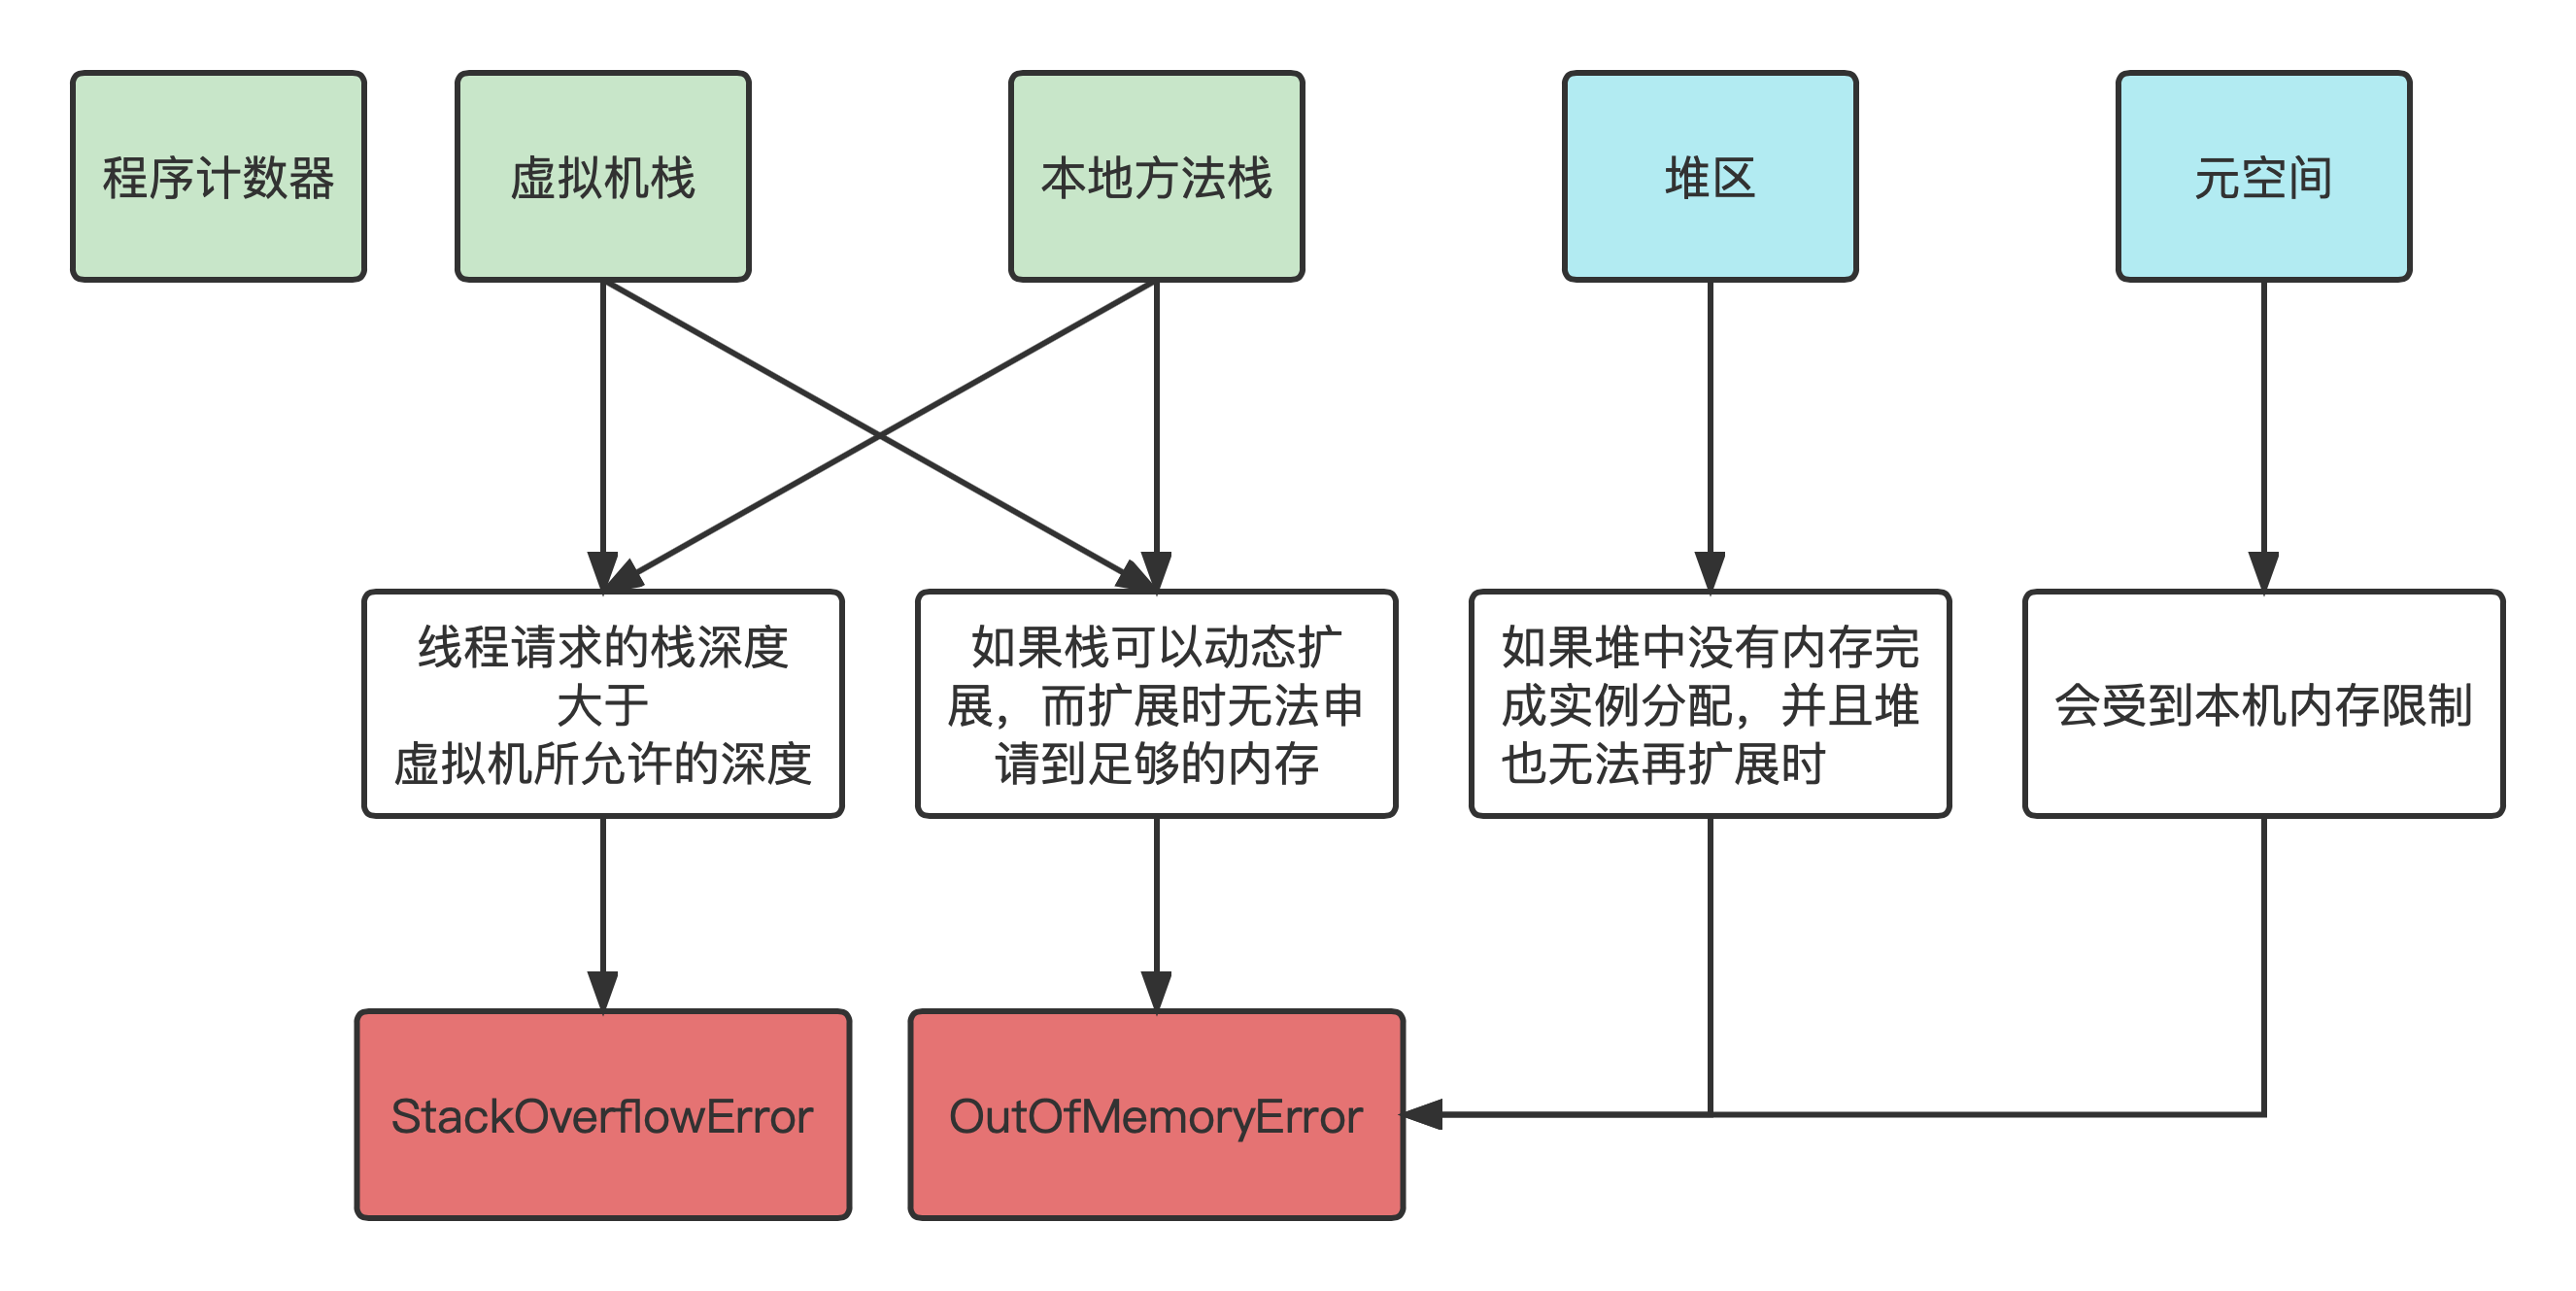 程序计数器
虚拟机栈
本地方法栈
堆区
元空间
线程请求的栈深度
大于
虚拟机所允许的深度
如果栈可以动态扩
展，而扩展时无法申
请到足够的内存
如果堆中没有内存完
成实例分配，并且堆
也无法再扩展时
会受到本机内存限制
StackOverflowError
OutOfMemoryError